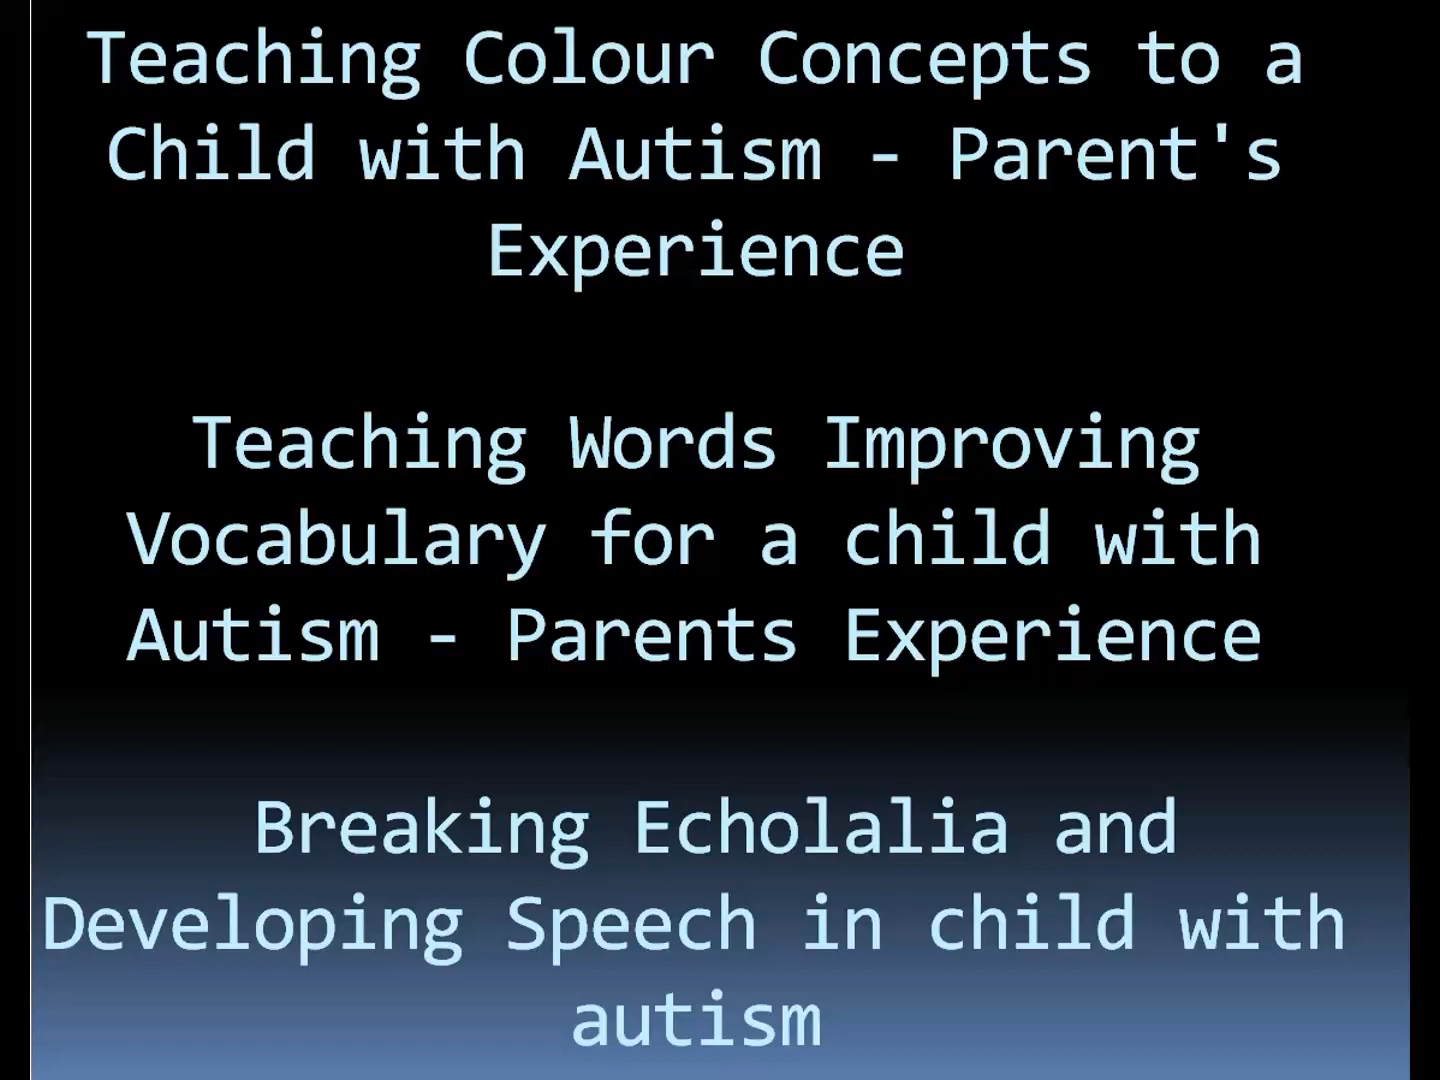 Teaching Colour Concepts to a
Child with Autism - Parent's
Experience
Teaching Words Improving
Vocabulary for a child with
Autism - Parents Experience
Breaking Echolalia and
Developing Speech in child with
autism